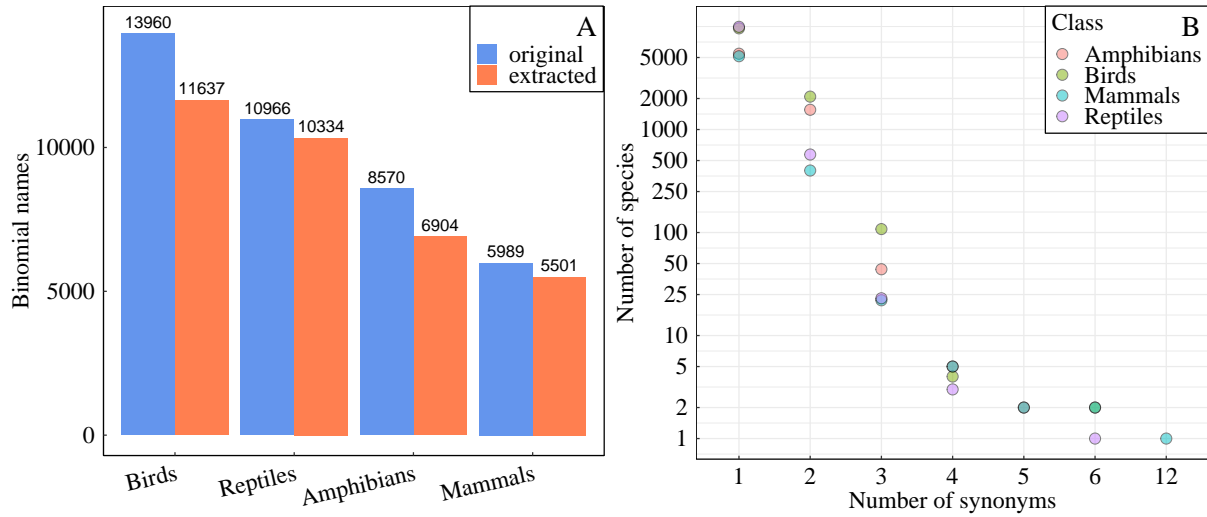 A
original
extracted
13960
11637
10966
10334
8570
6904
5989
5501
Binomial names
10000
5000
0
Birds
Reptiles
Amphibians
Mammals
B
Class
Amphibians
Birds
Mammals
Reptiles
Number of species
5000
2000
1000
500
250
100
50
25
10
5
2
1
1 2 3 4 5 6 12
Number of synonyms